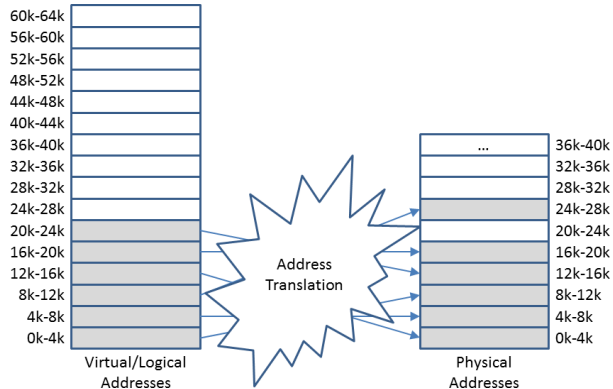 60k-64k
56k-60k
52k-56k
48k-52k
44k-48k
40k-44k
36k-40k
32k-36k
28k-32k
24k-28k
20k-24k
16k-20k
12k-16k
8k-12k
4k-8k
0k-4k
Virtual/Logical
Addresses
Address
Translation
...
36k-40k
32k-36k
28k-32k
24k-28k
20k-24k
16k-20k
12k-16k
8k-12k
4k-8k
0k-4k
Physical
Addresses